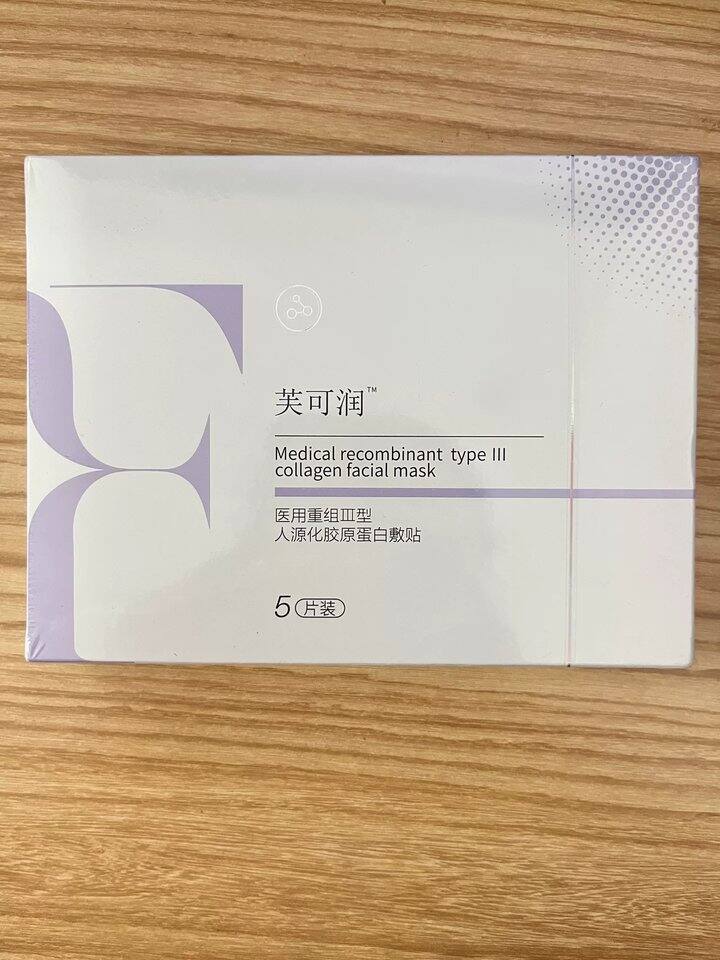 芙可润™
Medical recombinant type III
collagen facial mask
医用重组Ⅲ型
人源化胶原蛋白敷贴
5片装